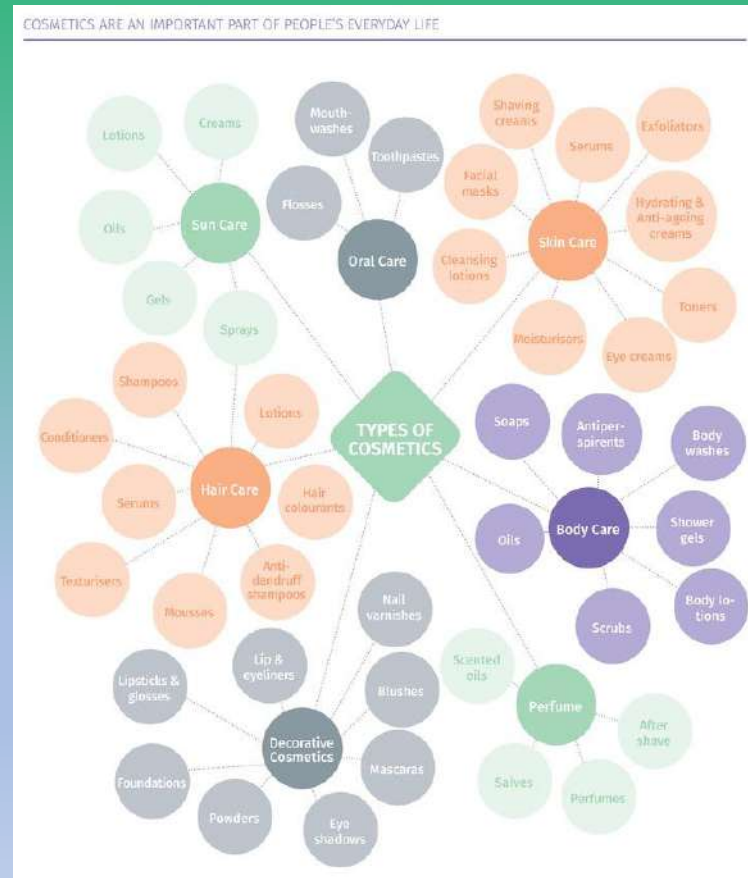 COSMETICS ARE AN IMPORTANT PART OF PEOPLE'S EVERYDAY LIFE
Creams
Lotions
Sun Care
Oils
Gels
Sprays
Mouth-
washes
Toothpastes
Flosses
Oral Care
Shaving
creams
Serums
Exfoliators
Facial
masks
Hydrating &
Anti-ageing
creams
Skin Care
Cleansing
lotions
Toners
Moisturisors
Eye creams
TYPES OF
COSMETICS
Shampoos
Lotions
Conditioners
Hair Care
Serums
Hair
colourants
Texturisers
Mousses
Anti-
dandruff
shampoos
Soaps
Antiper-
spirents
Body
washes
Body Care
Oils
Shower
gels
Scrubs
Body lo-
tions
Nail
varnishes
Lip &
eyeliners
Lipsticks &
glosses
Blushes
Decorative
Cosmetics
Mascaras
Foundations
Powders
Eye
shadows
Scented
oils
Perfume
After
shave
Salves
Perfumes